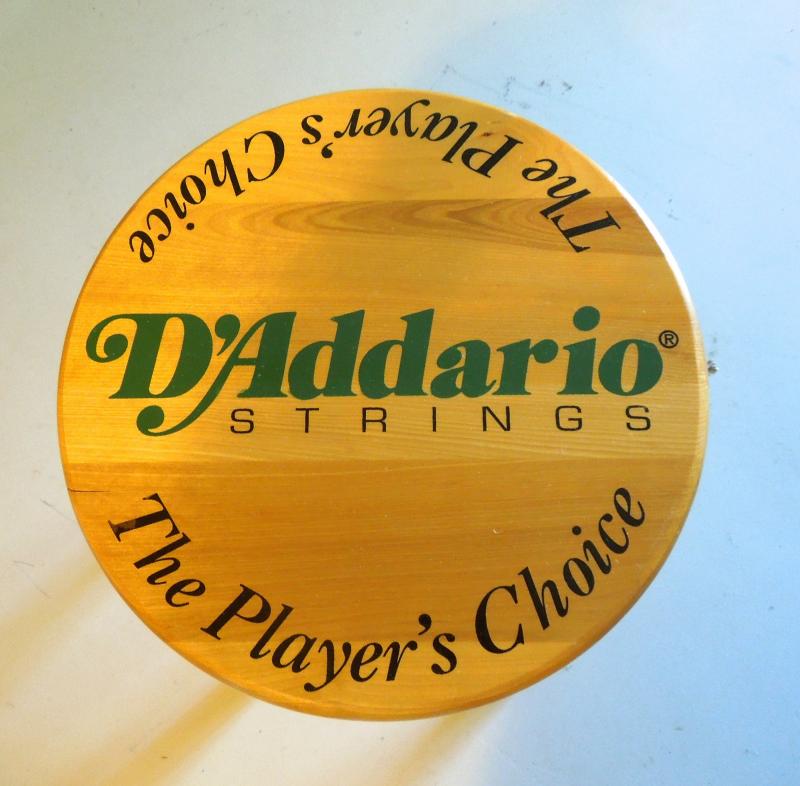 The Player's Choice
D'Addario®
STRINGS
The Player's Choice